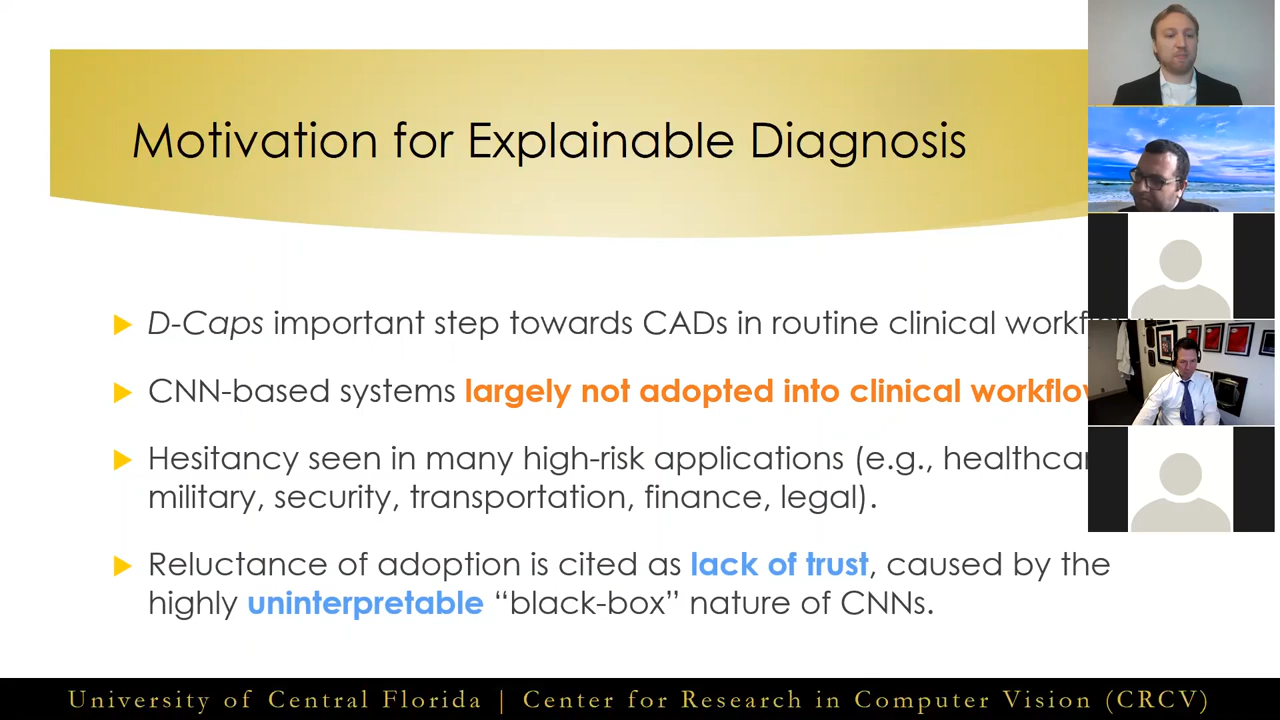 Motivation for Explainable Diagnosis
D-Caps important step towards CADs in routine clinical
CNN-based systems largely not adopted into clinical
Hesitancy seen in many high-risk applications (e.g.,
military, security, transportation, finance, legal).
Reluctance of adoption is cited as lack of trust, caused by the
highly uninterpretable “black-box” nature of CNNs.
University of Central Florida | Center for Research in Computer Vision (CRCV)